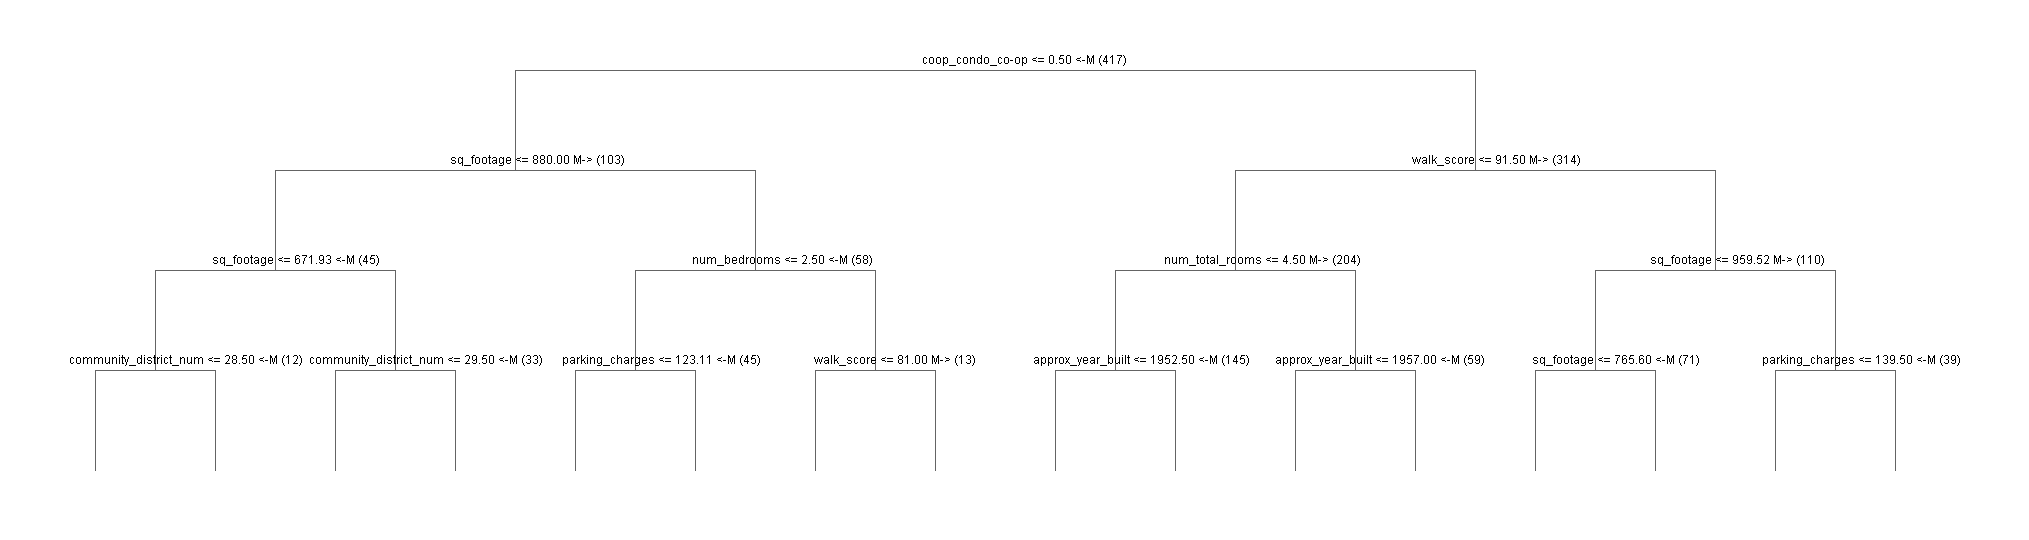 coop_condo_co-op <= 0.50 <-M (417)
sq_footage <= 880.00 M-> (103)
walk_score <= 91.50 M-> (314)
sq_footage <= 671.93 <-M (45)
num_bedrooms <= 2.50 <-M (58)
num_total_rooms <= 4.50 M-> (204)
sq_footage <= 959.52 M-> (110)
community_district_num <= 28.50 <-M (12)
community_district_num <= 29.50 <-M (33)
parking_charges <= 123.11 <-M (45)
walk_score <= 81.00 M-> (13)
approx_year_built <= 1952.50 <-M (145)
approx_year_built <= 1957.00 <-M (59)
sq_footage <= 765.60 <-M (71)
parking_charges <= 139.50 <-M (39)